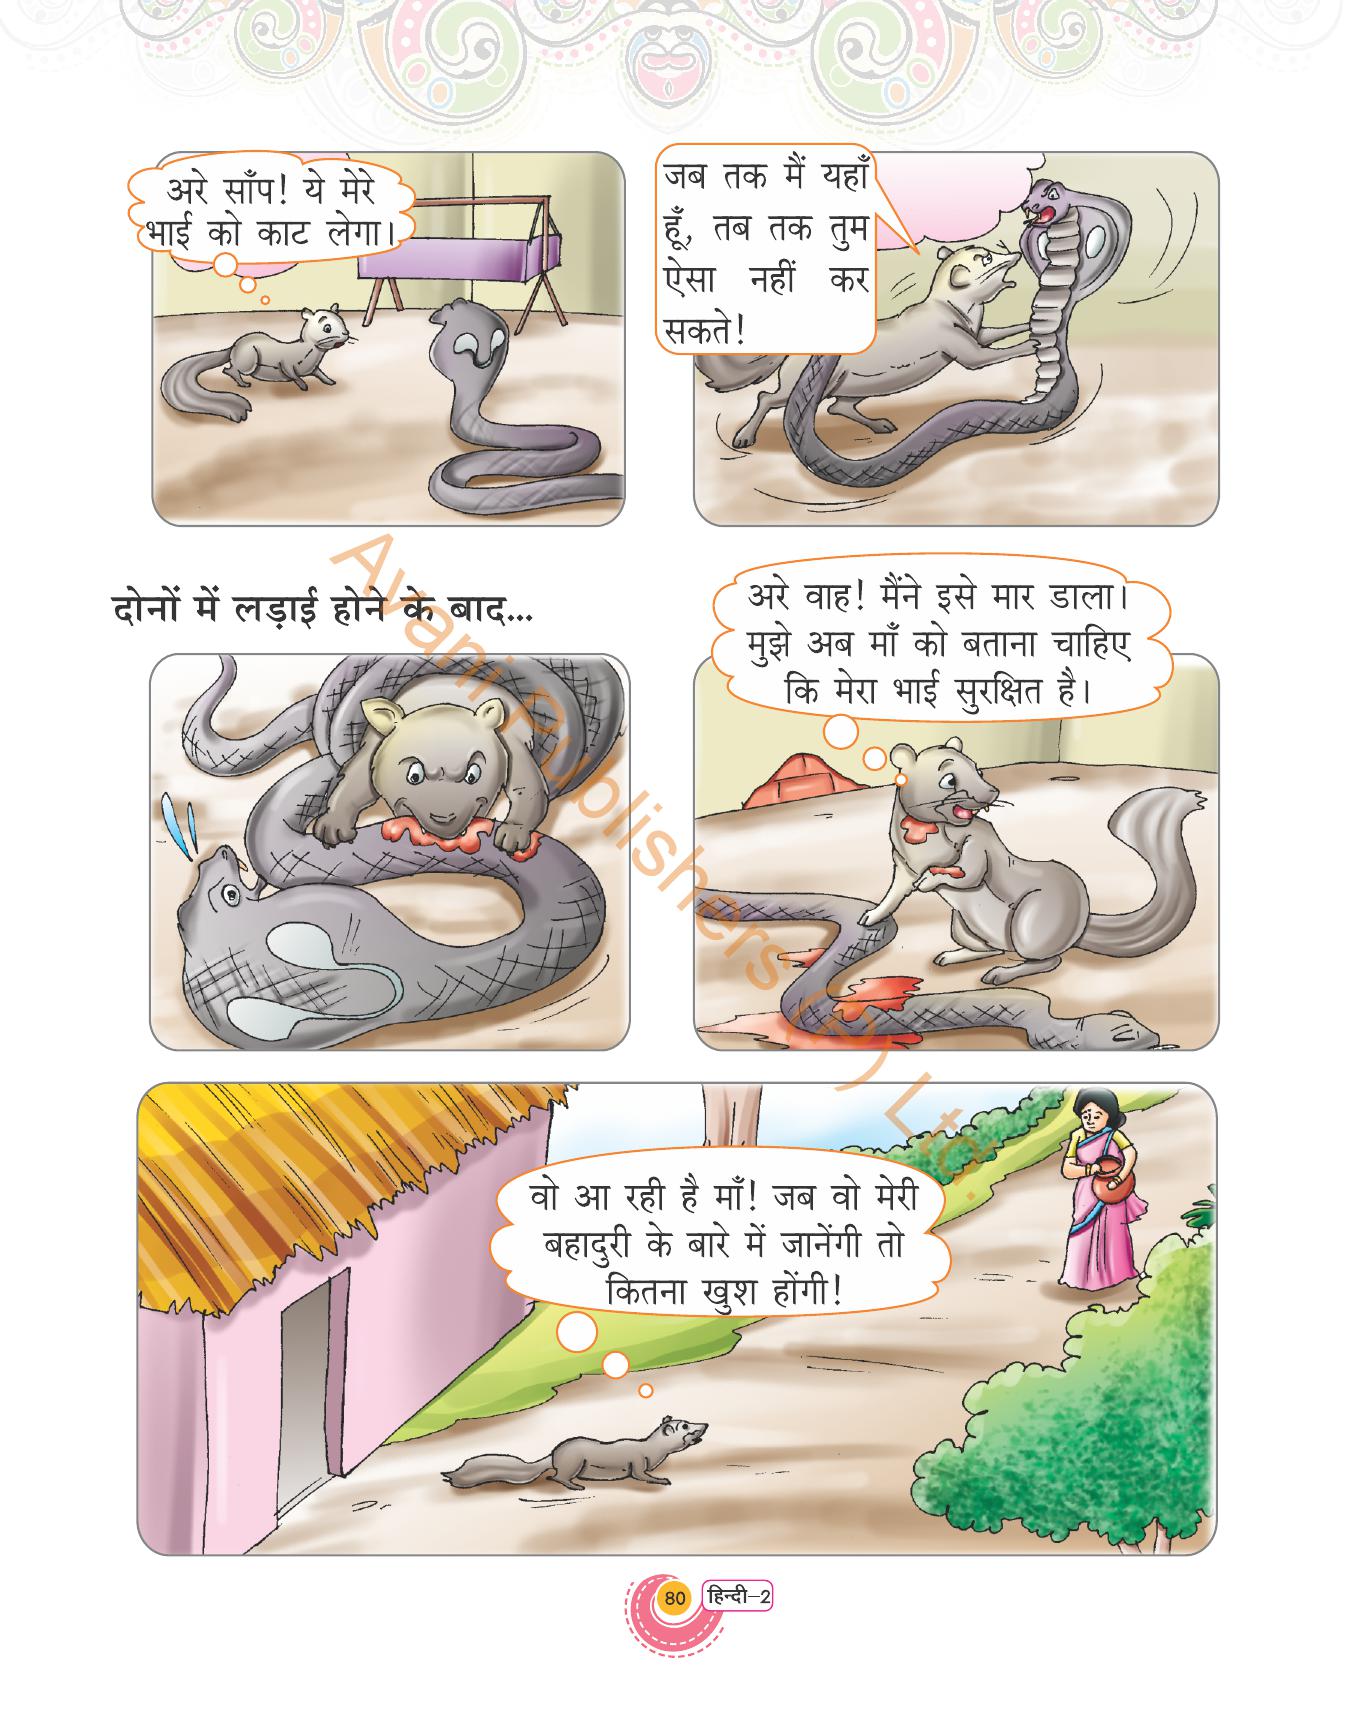 अरे साँप! ये मेरे
भाई को काट लेगा।
जब तक मैं यहाँ
हूँ, तब तक तुम
ऐसा नहीं कर
सकते!
दोनों में लड़ाई होने के बाद...
अरे वाह! मैंने इसे मार डाला।
मुझे अब माँ को बताना चाहिए
कि मेरा भाई सुरक्षित है।
वो आ रही है माँ! जब वो मेरी
बहादुरी के बारे में जानेंगी तो
कितना खुश होंगी!
Avani Publishers (P) Ltd.
80 हिन्दी–2